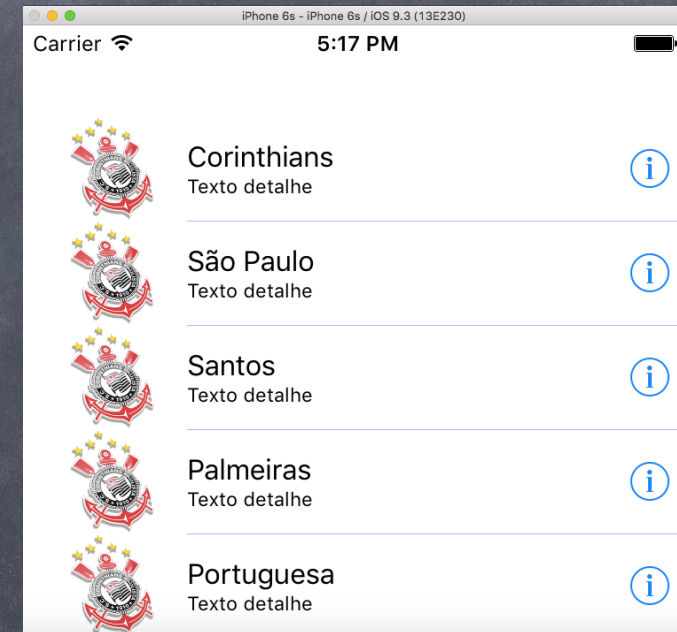 iPhone 6s - iPhone 6s / iOS 9.3 (13E230)
Carrier 5:17 PM
Corinthians
Texto detalhe
São Paulo
Texto detalhe
Santos
Texto detalhe
Palmeiras
Texto detalhe
Portuguesa
Texto detalhe